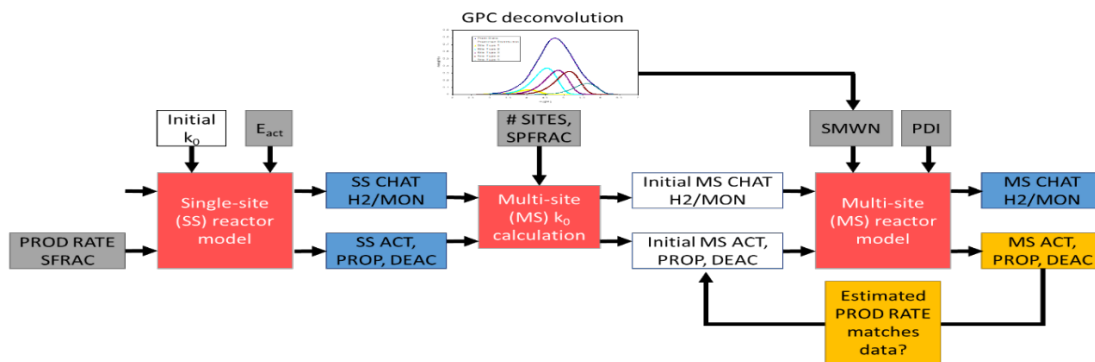 GPC deconvolution
Initial
k0
Eact
# SITES,
SPFRAC
SMWN
PDI
Single-site
(SS) reactor
model
SS CHAT
H2/MON
Multi-site
(MS) k0
calculation
Initial MS CHAT
H2/MON
Multi-site
(MS) reactor
model
MS CHAT
H2/MON
PROD RATE
SFRAC
SS ACT,
PROP, DEAC
Initial MS ACT,
PROP, DEAC
MS ACT,
PROP, DEAC
Estimated
PROD RATE
matches
data?